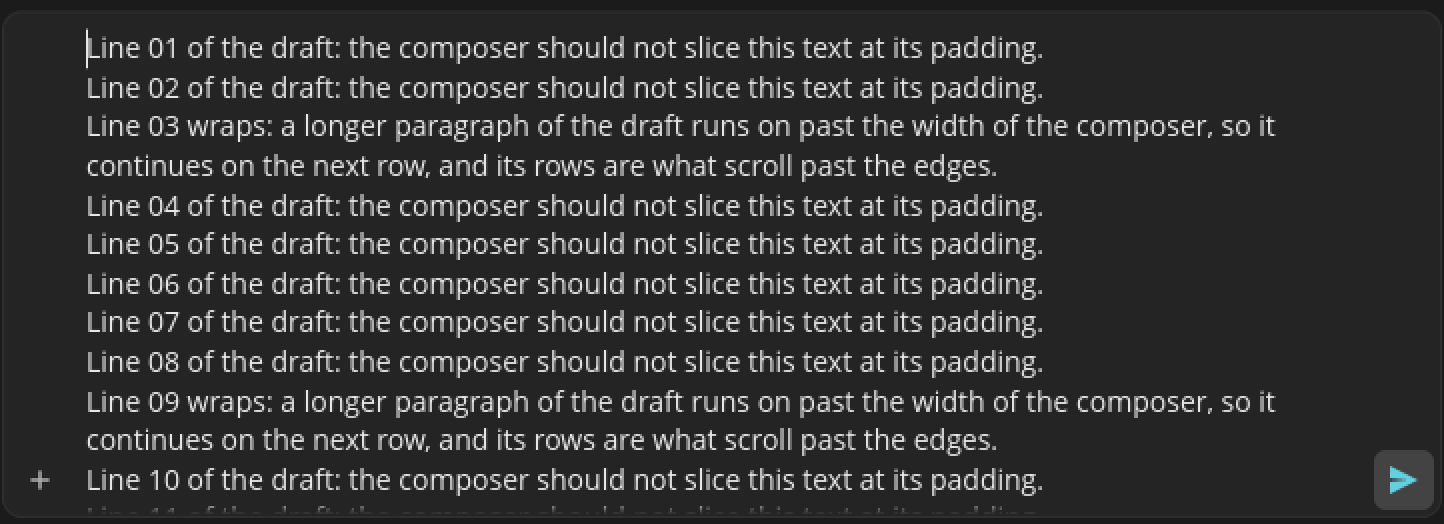 Line 01 of the draft: the composer should not slice this text at its padding.
Line 02 of the draft: the composer should not slice this text at its padding.
Line 03 wraps: a longer paragraph of the draft runs on past the width of the composer, so it
continues on the next row, and its rows are what scroll past the edges.
Line 04 of the draft: the composer should not slice this text at its padding.
Line 05 of the draft: the composer should not slice this text at its padding.
Line 06 of the draft: the composer should not slice this text at its padding.
Line 07 of the draft: the composer should not slice this text at its padding.
Line 08 of the draft: the composer should not slice this text at its padding.
Line 09 wraps: a longer paragraph of the draft runs on past the width of the composer, so it
continues on the next row, and its rows are what scroll past the edges.
Line 10 of the draft: the composer should not slice this text at its padding.